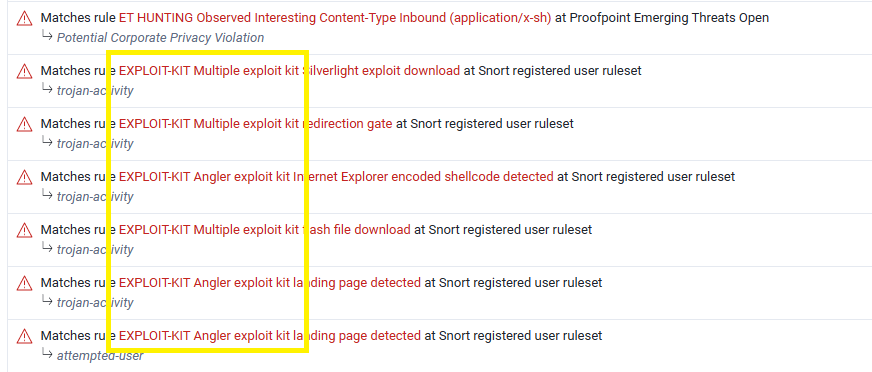 Matches rule ET HUNTING Observed Interesting Content-Type Inbound (application/x-sh) at Proofpoint Emerging Threats Open
Potential Corporate Privacy Violation
Matches rule EXPLOIT-KIT Multiple exploit kit Silverlight exploit download at Snort registered user ruleset
trojan-activity
Matches rule EXPLOIT-KIT Multiple exploit kit redirection gate at Snort registered user ruleset
trojan-activity
Matches rule EXPLOIT-KIT Angler exploit kit Internet Explorer encoded shellcode detected at Snort registered user ruleset
trojan-activity
Matches rule EXPLOIT-KIT Multiple exploit kit flash file download at Snort registered user ruleset
trojan-activity
Matches rule EXPLOIT-KIT Angler exploit kit landing page detected at Snort registered user ruleset
trojan-activity
Matches rule EXPLOIT-KIT Angler exploit kit landing page detected at Snort registered user ruleset
attempted-user